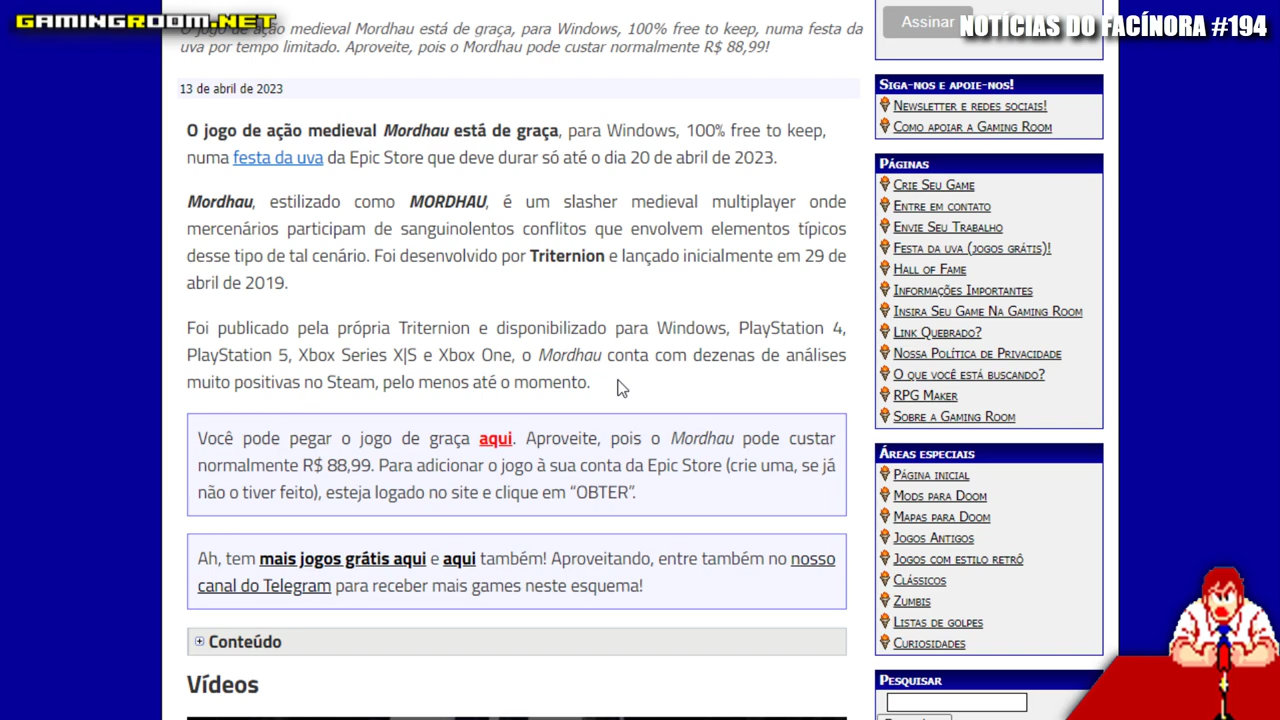 GAMINGROOM.NET
NOTÍCIAS DO FACÍNORA #194
O jogo de ação medieval Mordhau está de graça, para Windows, 100% free to keep, numa festa da
uva por tempo limitado. Aproveite, pois o Mordhau pode custar normalmente R$ 88,99!
13 de abril de 2023
O jogo de ação medieval Mordhau está de graça, para Windows, 100% free to keep,
numa festa da uva da Epic Store que deve durar só até o dia 20 de abril de 2023.
Mordhau, estilizado como MORDHAU, é um slasher medieval multiplayer onde
mercenários participam de sanguinolentos conflitos que envolvem elementos típicos
desse tipo de tal cenário. Foi desenvolvido por Triternion e lançado inicialmente em 29 de
abril de 2019.
Foi publicado pela própria Triternion e disponibilizado para Windows, PlayStation 4,
PlayStation 5, Xbox Series X|S e Xbox One, o Mordhau conta com dezenas de análises
muito positivas no Steam, pelo menos até o momento.
Você pode pegar o jogo de graça aqui. Aproveite, pois o Mordhau pode custar
normalmente R$ 88,99. Para adicionar o jogo à sua conta da Epic Store (crie uma, se já
não o tiver feito), esteja logado no site e clique em “OBTER”.
Ah, tem mais jogos grátis aqui e aqui também! Aproveitando, entre também no nosso
canal do Telegram para receber mais games neste esquema!
Conteúdo
Vídeos
Assinar
Siga-nos e apoie-nos!
Newsletter e redes sociais!
Como apoiar a Gaming Room
Páginas
Crie Seu Game
Entre em contato
Envie Seu Trabalho
Festa da uva (jogos grátis)!
Hall of Fame
Informações Importantes
Insira Seu Game Na Gaming Room
Link Quebrado?
Nossa Política de Privacidade
O que você está buscando?
RPG Maker
Sobre a Gaming Room
Áreas especiais
Página inicial
Mods para Doom
Mapas para Doom
Jogos Antigos
Jogos com estilo retrô
Clássicos
Zumbis
Listas de golpes
Curiosidades
Pesquisar